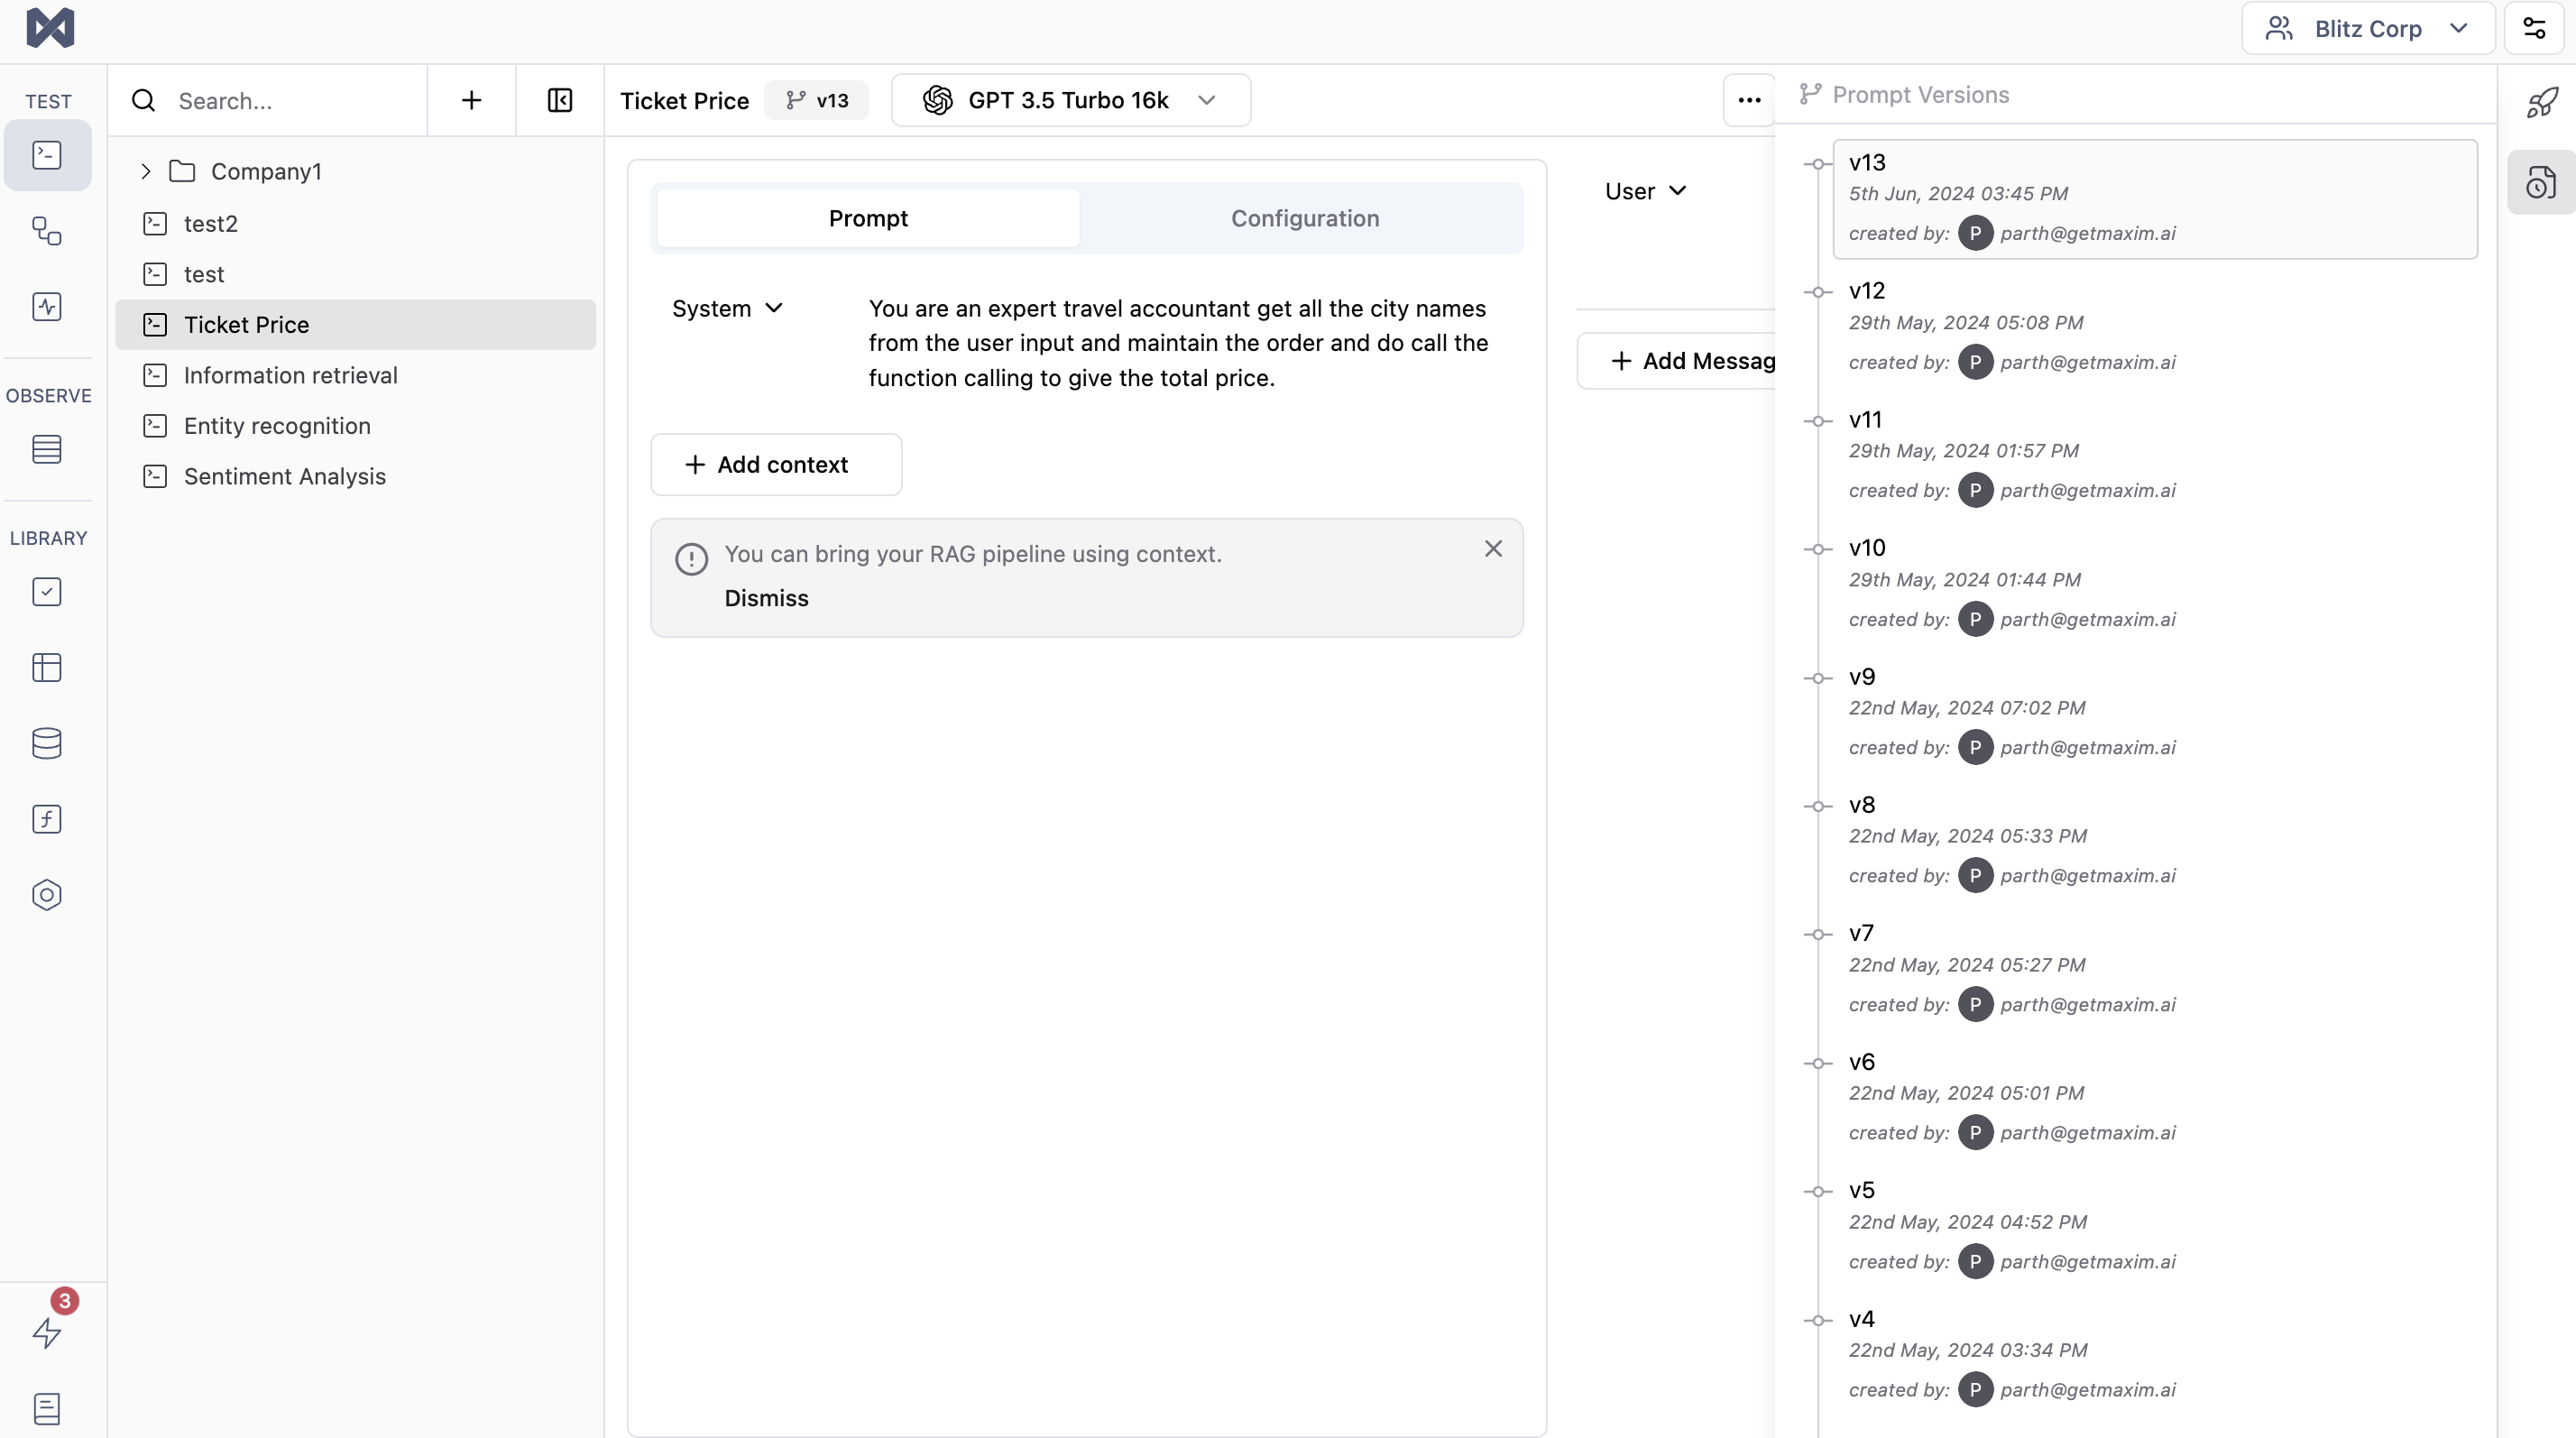 Blitz Corp
TEST
OBSERVE
LIBRARY
3
Search...
Company1
test2
test
Ticket Price
Information retrieval
Entity recognition
Sentiment Analysis
Ticket Price
v13
GPT 3.5 Turbo 16k
Prompt
Configuration
System
You are an expert travel accountant get all the city names
from the user input and maintain the order and do call the
function calling to give the total price.
Add context
You can bring your RAG pipeline using context.
Dismiss
User
Add Messag
Prompt Versions
v13
5th Jun, 2024 03:45 PM
created by: P parth@getmaxim.ai
v12
29th May, 2024 05:08 PM
created by: P parth@getmaxim.ai
v11
29th May, 2024 01:57 PM
created by: P parth@getmaxim.ai
v10
29th May, 2024 01:44 PM
created by: P parth@getmaxim.ai
v9
22nd May, 2024 07:02 PM
created by: P parth@getmaxim.ai
v8
22nd May, 2024 05:33 PM
created by: P parth@getmaxim.ai
v7
22nd May, 2024 05:27 PM
created by: P parth@getmaxim.ai
v6
22nd May, 2024 05:01 PM
created by: P parth@getmaxim.ai
v5
22nd May, 2024 04:52 PM
created by: P parth@getmaxim.ai
v4
22nd May, 2024 03:34 PM
created by: P parth@getmaxim.ai